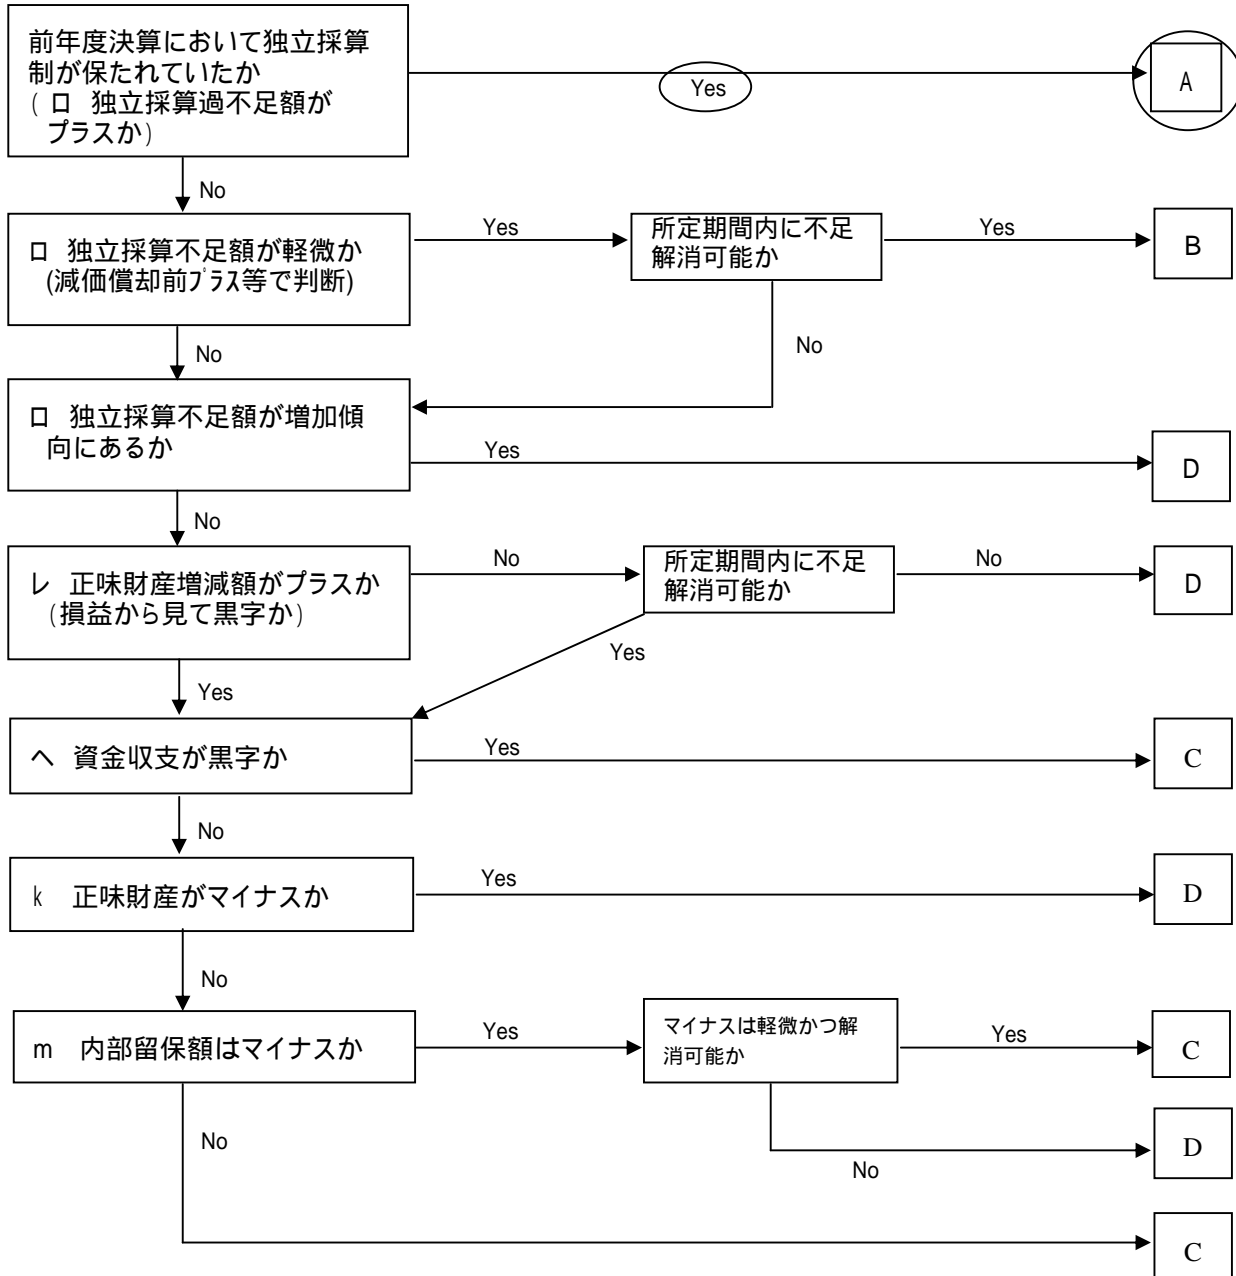 前年度決算において独立採算
制が保たれていたか
(ロ 独立採算過不足額が
プラスか)
Yes
A
No
ロ 独立採算不足額が軽微か
(減価償却前プラス等で判断)
Yes
所定期間内に不足
解消可能か
Yes
B
No
No
ロ 独立採算不足額が増加傾
向にあるか
Yes
D
No
レ 正味財産増減額がプラスか
(損益から見て黒字か)
No
所定期間内に不足
解消可能か
No
D
Yes
Yes
ヘ 資金収支が黒字か
Yes
C
No
k 正味財産がマイナスか
Yes
D
No
m 内部留保額はマイナスか
Yes
マイナスは軽微かつ解
消可能か
Yes
C
No
No
D
C